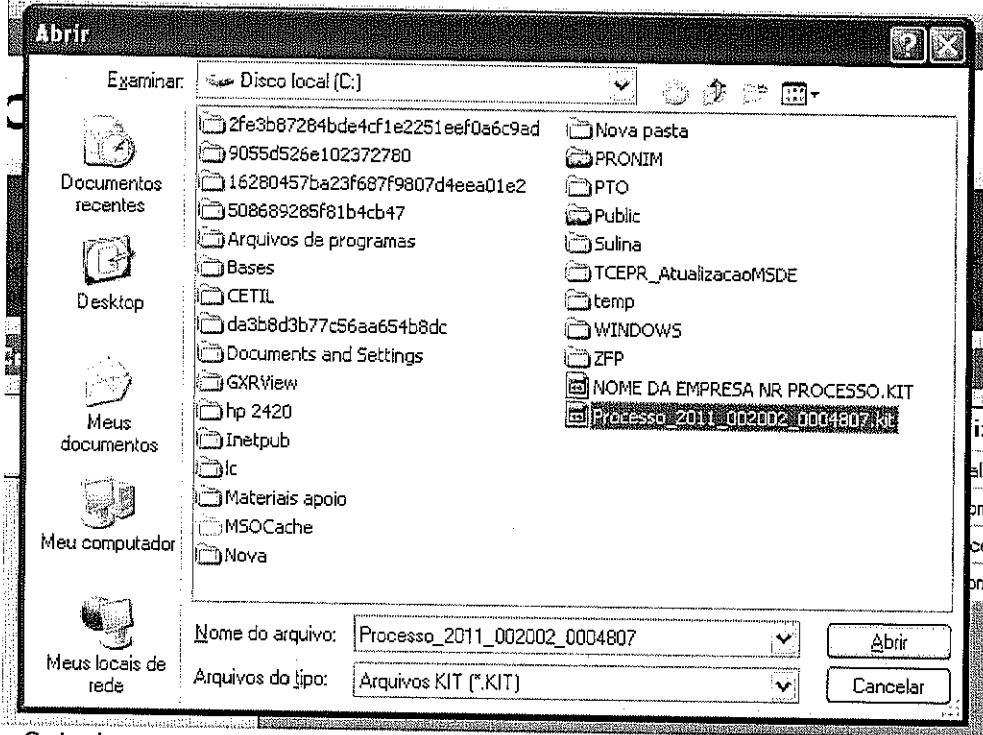 Abrir
Examinar: Disco local (C:)
Documentos recentes
Desktop
Meus documentos
Meu computador
Meus locais de rede
2fe3b87284bde4cf1e2251eef0a6c9ad
9055d526e102372780
16280457ba23f687f9807d4eea01e2
508689285f81b4cb47
Arquivos de programas
Bases
CETIL
da3b8d3b77c56aa654b8dc
Documents and Settings
GXRView
hp 2420
Inetpub
lc
Materiais apoio
MSOCache
Nova
Nova pasta
PRONIM
PTO
Public
Sulina
TCEPR_AtualizacaoMSDE
temp
WINDOWS
ZFP
NOME DA EMPRESA NR PROCESSO.KIT
Processo_2011_002002_0004807.kit
Nome do arquivo: Processo_2011_002002_0004807
Abrir
Arquivos do tipo: Arquivos KIT (*.KIT)
Cancelar